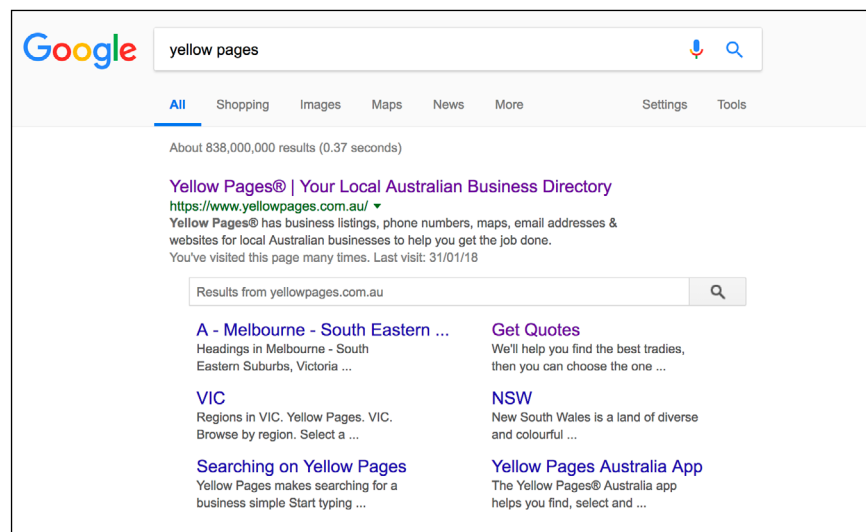 Google
yellow pages
All Shopping Images Maps News More Settings Tools
About 838,000,000 results (0.37 seconds)
Yellow Pages® | Your Local Australian Business Directory
https://www.yellowpages.com.au/
Yellow Pages® has business listings, phone numbers, maps, email addresses &
websites for local Australian businesses to help you get the job done.
You've visited this page many times. Last visit: 31/01/18
Results from yellowpages.com.au
A - Melbourne - South Eastern ...
Headings in Melbourne - South
Eastern Suburbs, Victoria ...
Get Quotes
We'll help you find the best tradies,
then you can choose the one ...
VIC
Regions in VIC. Yellow Pages. VIC.
Browse by region. Select a ...
NSW
New South Wales is a land of diverse
and colourful ...
Searching on Yellow Pages
Yellow Pages makes searching for a
business simple Start typing ...
Yellow Pages Australia App
The Yellow Pages® Australia app
helps you find, select and ...